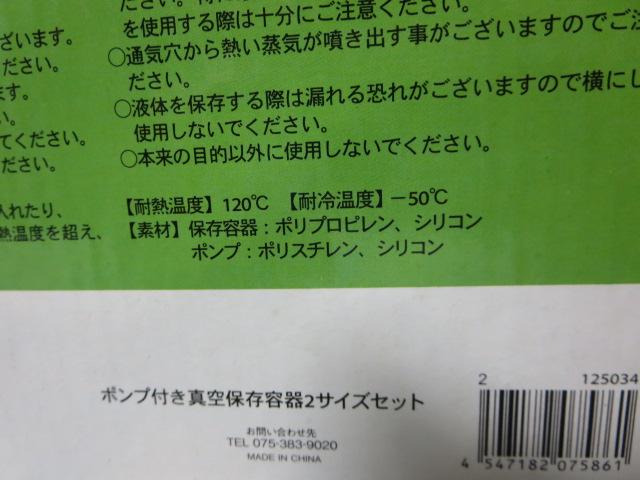 ださい。
を使用する際は十分にご注意ください。
○通気穴から熱い蒸気が噴き出す事がございますのでご注
ださい。
○液体を保存する際は漏れる恐れがございますので横にし
使用しないでください。
○本来の目的以外に使用しないでください。
ざいます。
ださい。
ます。
い。
てください。
ださい。
入れたり、
熱温度を超え、
【耐熱温度】120℃ 【耐冷温度】−50℃
【素材】保存容器：ポリプロピレン、シリコン
ポンプ：ポリスチレン、シリコン
ポンプ付き真空保存容器2サイズセット
お問い合わせ先
TEL 075-383-9020
MADE IN CHINA
2 125034
4 547182 075861